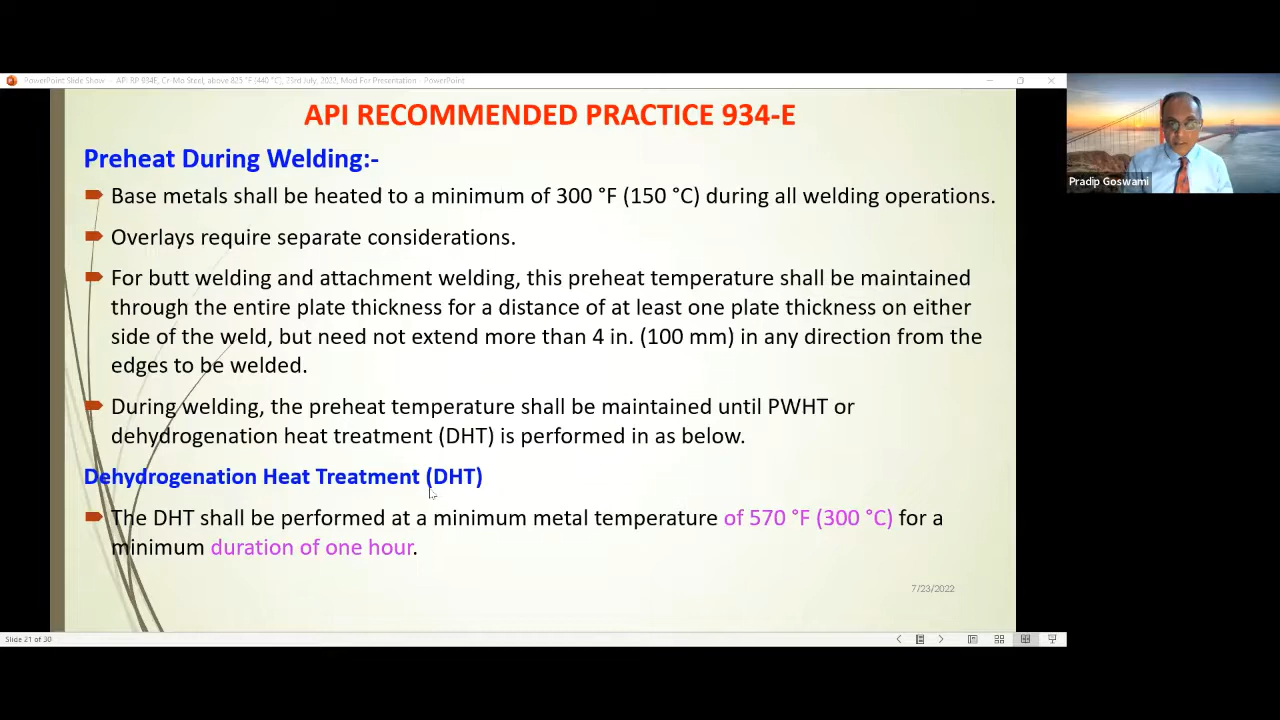 PowerPoint Slide Show - API RP 934E, Cr-Mo Steel, above 825 °F (440 °C), 23rd July, 2022, Mod For Presentation - PowerPoint
API RECOMMENDED PRACTICE 934-E
Preheat During Welding:-
Base metals shall be heated to a minimum of 300 °F (150 °C) during all welding operations.
Overlays require separate considerations.
For butt welding and attachment welding, this preheat temperature shall be maintained
through the entire plate thickness for a distance of at least one plate thickness on either
side of the weld, but need not extend more than 4 in. (100 mm) in any direction from the
edges to be welded.
During welding, the preheat temperature shall be maintained until PWHT or
dehydrogenation heat treatment (DHT) is performed in as below.
Dehydrogenation Heat Treatment (DHT)
The DHT shall be performed at a minimum metal temperature of 570 °F (300 °C) for a
minimum duration of one hour.
7/23/2022
Slide 21 of 30
Pradip Goswami